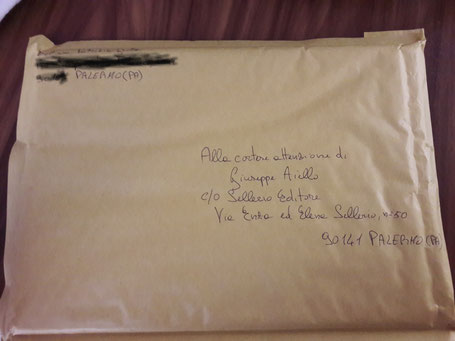 PALERMO (PA)
Alla cortese attenzione di
Giuseppe Aiello
c/o Sellerio Editore
Via Enzo ed Elvira Sellerio, n. 50
90141 PALERMO (PA